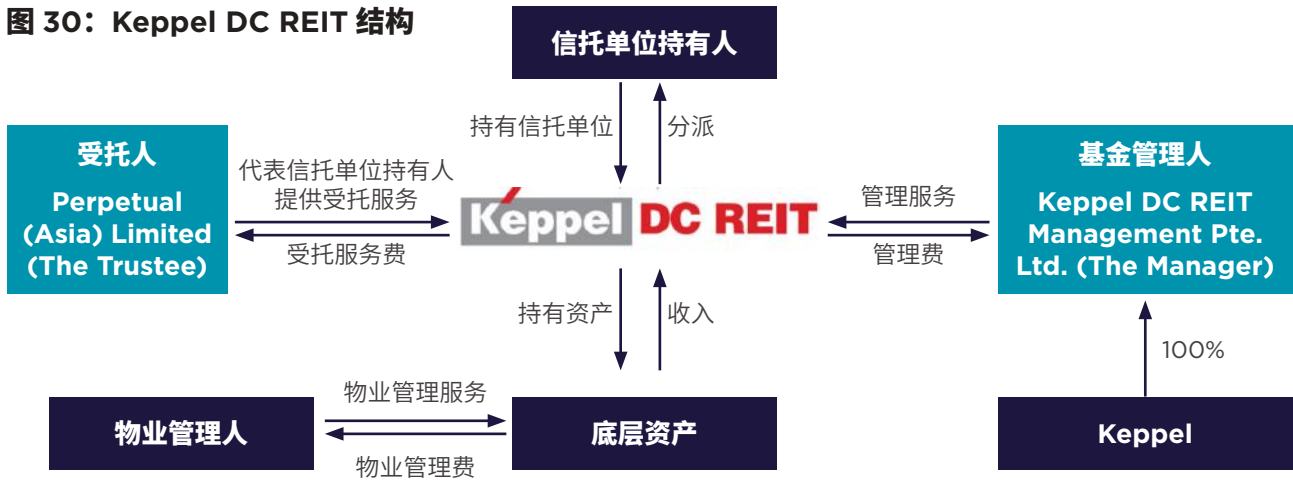 图 30：Keppel DC REIT 结构
信托单位持有人
持有信托单位
分派
受托人
Perpetual
(Asia) Limited
(The Trustee)
代表信托单位持有人
提供受托服务
受托服务费
Keppel DC REIT
管理服务
管理费
基金管理人
Keppel DC REIT
Management Pte.
Ltd. (The Manager)
持有资产
收入
100%
物业管理人
物业管理服务
物业管理费
底层资产
Keppel